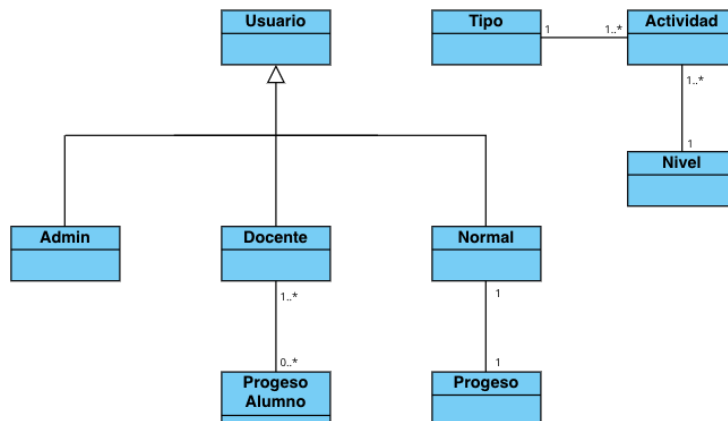 Usuario
Tipo
1
1..*
Actividad
1..*
1
Nivel
Admin
Docente
Normal
1..*
1
0..*
1
Progeso
Alumno
Progeso